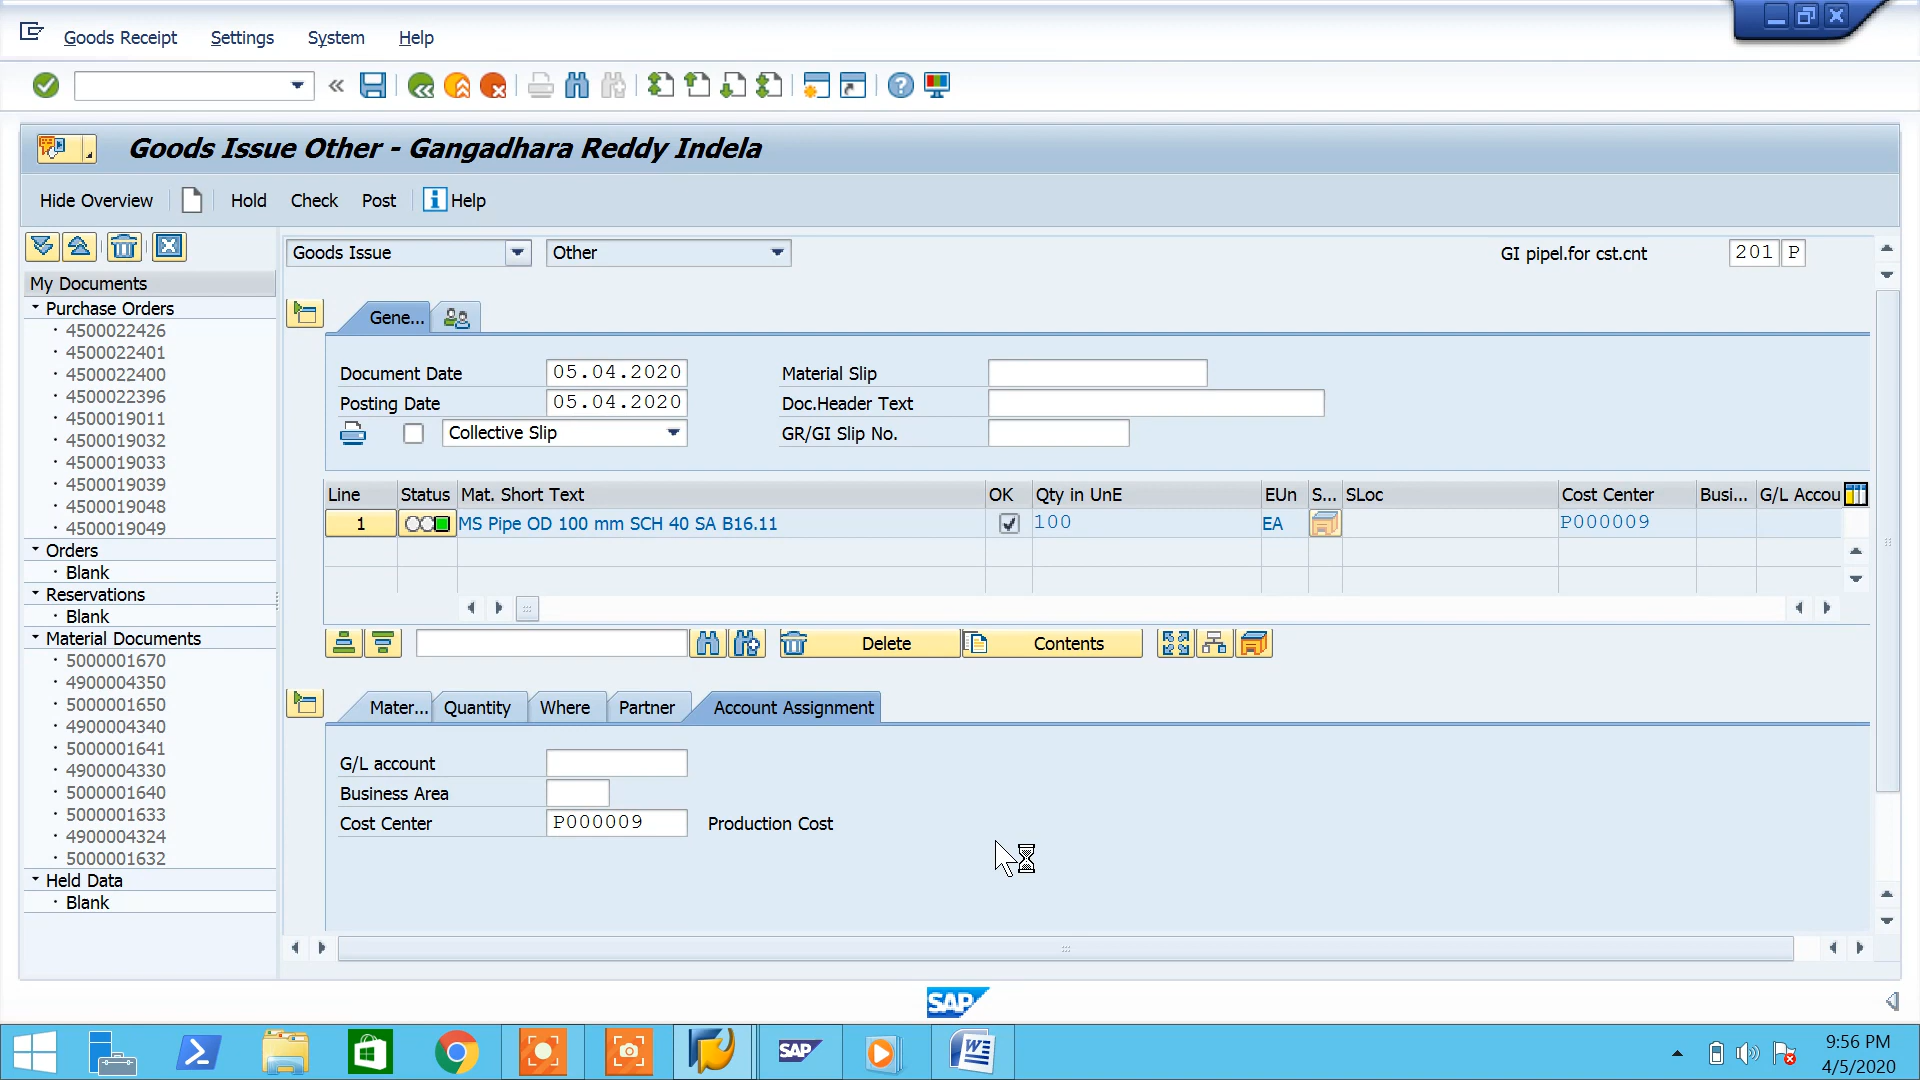 Goods Receipt Settings System Help
Goods Issue Other - Gangadhara Reddy Indela
Hide Overview Hold Check Post Help
My Documents
Purchase Orders
4500022426
4500022401
4500022400
4500022396
4500019011
4500019032
4500019033
4500019039
4500019048
4500019049
Orders
Blank
Reservations
Blank
Material Documents
5000001670
4900004350
5000001650
4900004340
5000001641
4900004330
5000001640
5000001633
4900004324
5000001632
Held Data
Blank
Goods Issue Other GI pipel.for cst.cnt 201 P
Gene...
Document Date 05.04.2020 Material Slip
Posting Date 05.04.2020 Doc.Header Text
Collective Slip GR/GI Slip No.
Line Status Mat. Short Text OK Qty in UnE EUn S... SLoc Cost Center Busi... G/L Accou
1 MS Pipe OD 100 mm SCH 40 SA B16.11 100 EA P000009
Delete Contents
Mater... Quantity Where Partner Account Assignment
G/L account
Business Area
Cost Center P000009 Production Cost
SAP
SAP
9:56 PM
4/5/2020